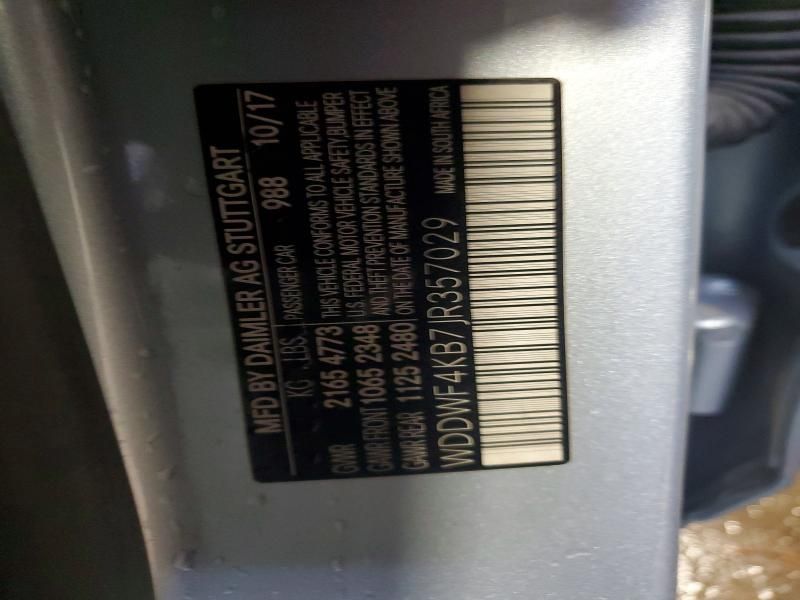 MFD BY DAIMLER AG STUTTGART
KG LBS PASSENGER CAR 988 10/17
GVWR 2165 4773 THIS VEHICLE CONFORMS TO ALL APPLICABLE
GAWR FRONT 1065 2348 U.S. FEDERAL MOTOR VEHICLE SAFETY, BUMPER
GAWR REAR 1125 2480 AND THEFT PREVENTION STANDARDS IN EFFECT
ON THE DATE OF MANUFACTURE SHOWN ABOVE
WDDWF4KB7JR357029 MADE IN SOUTH AFRICA